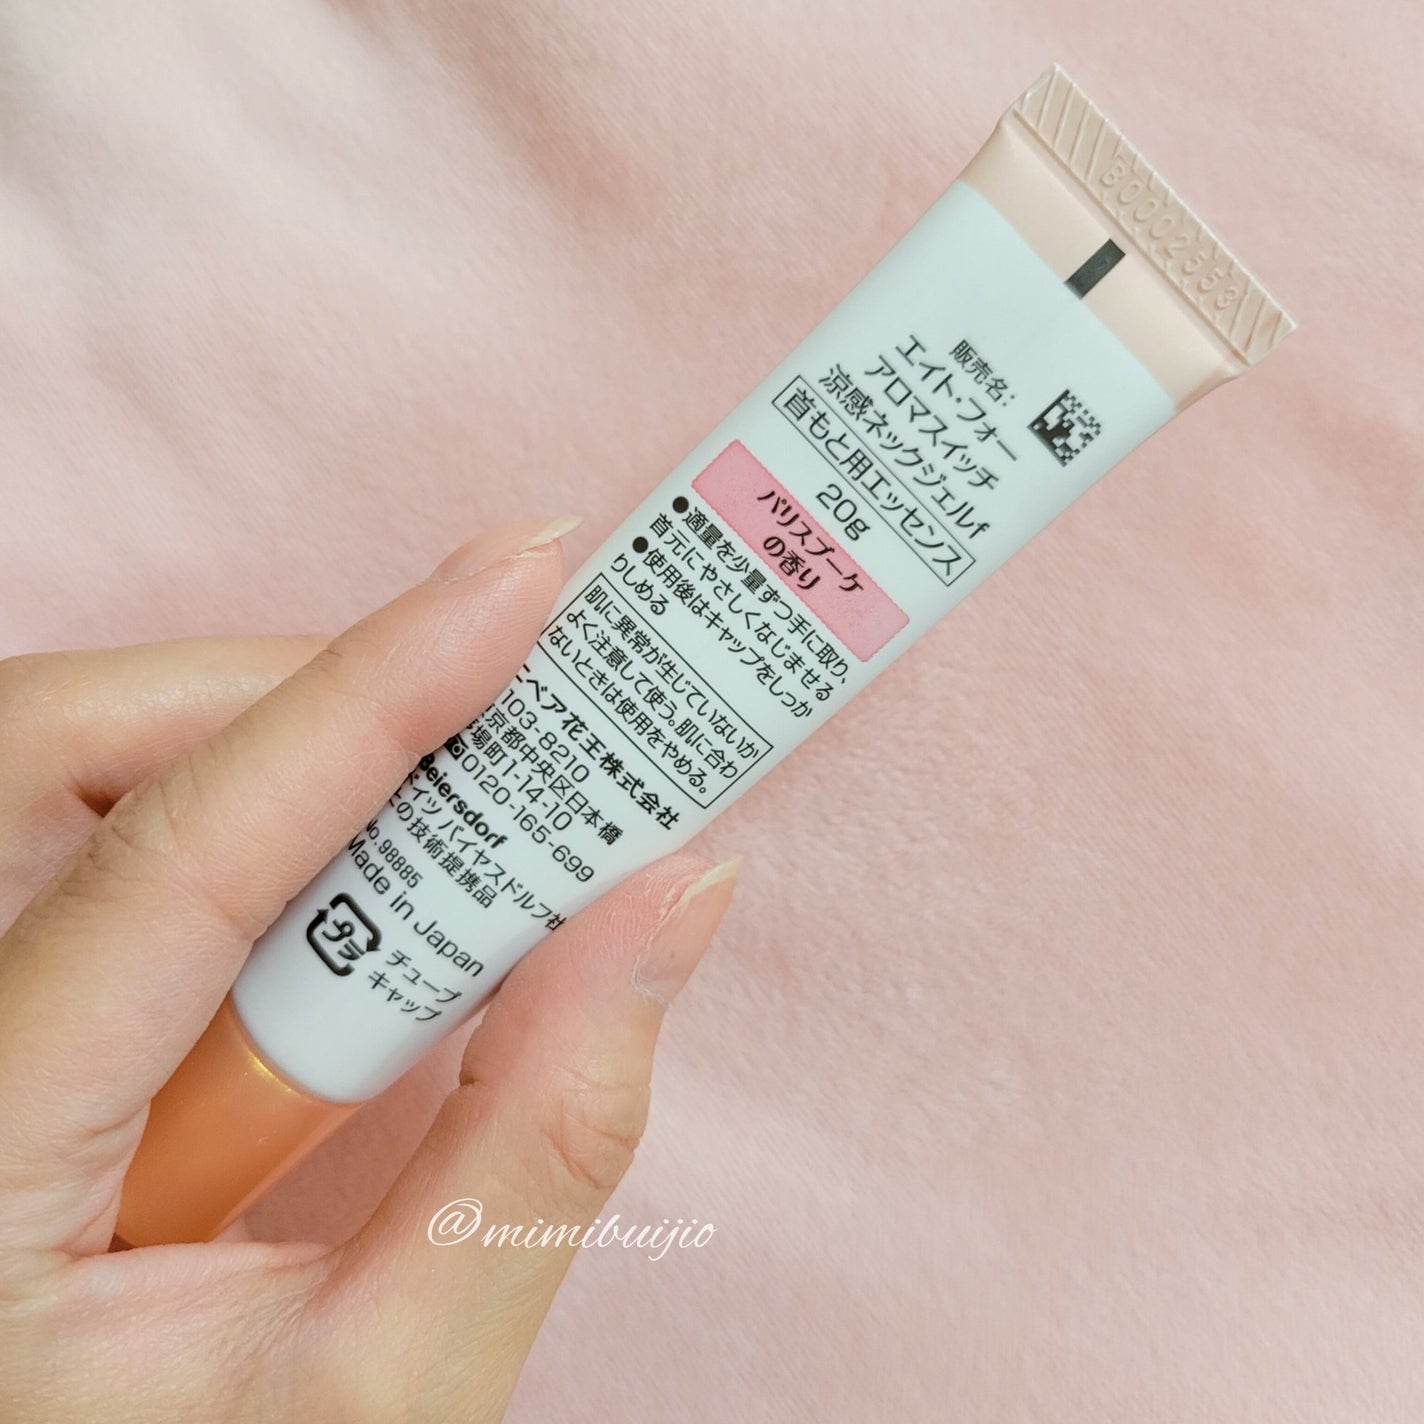 B0002553
販売名:
エイト・フォー
アロマスイッチ
涼感ネックジェルf
首もと用エッセンス
20g
パリスブーケ
の香り
●適量を少量ずつ手に取り、
首元にやさしくなじませる
●使用後はキャップをしっか
りしめる
肌に異常が生じていないか
よく注意して使う。肌に合わ
ないときは使用をやめる。
ニベア花王株式会社
103-8210
東京都中央区日本橋
場町1-14-10
0120-165-699
Beiersdorf
ドイツ バイヤスドルフ社
との技術提携品
No.98885
Made in Japan
プラ
チューブ
キャップ
@mimibuijio